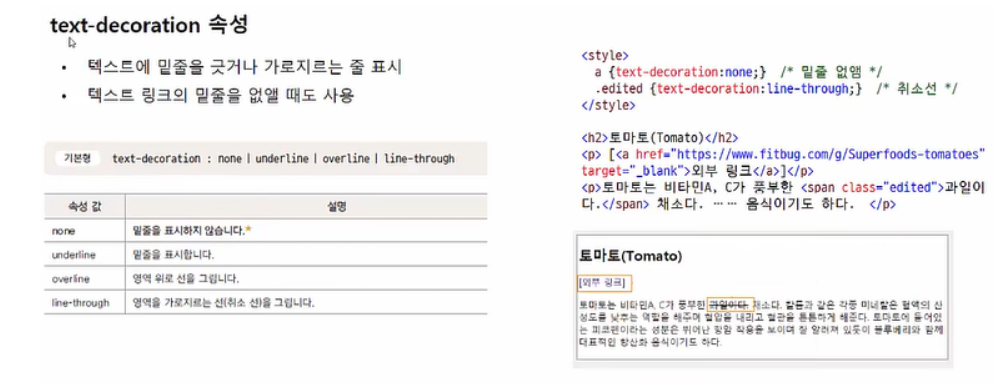 text-decoration 속성
• 텍스트에 밑줄을 긋거나 가로지르는 줄 표시
• 텍스트 링크의 밑줄을 없앨 때도 사용
기본형 text-decoration : none | underline | overline | line-through
속성 값 설명
none 밑줄을 표시하지 않습니다.*
underline 밑줄을 표시합니다.
overline 영역 위로 선을 그립니다.
line-through 영역을 가로지르는 선(취소 선)을 그립니다.
<style>
a {text-decoration:none;} /* 밑줄 없앰 */
.edited {text-decoration:line-through;} /* 취소선 */
</style>
<h2>토마토(Tomato)</h2>
<p> [<a href="https://www.fitbug.com/g/Superfoods-tomatoes"
target="_blank">외부 링크</a>]</p>
<p>토마토는 비타민A, C가 풍부한 <span class="edited">과일이
다.</span> 채소다. …… 음식이기도 하다. </p>
토마토(Tomato)
[외부 링크]
토마토는 비타민A, C가 풍부한 과일이다. 채소다. 칼륨과 같은 각종 미네랄은 혈액의 산
성도를 낮추는 역할을 해주며 혈압을 내리고 혈관을 튼튼하게 해준다. 토마토에 들어있
는 피코펜이라는 성분은 뛰어난 항암 작용을 보이며 잘 알려져 있듯이 블루베리와 함께
대표적인 항산화 음식이기도 하다.